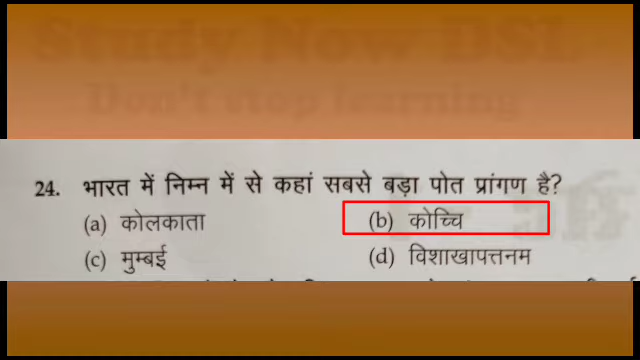 Study Now DSL
Don't stop learning
24. भारत में निम्न में से कहां सबसे बड़ा पोत प्रांगण है?
(a) कोलकाता (b) कोच्चि
(c) मुम्बई (d) विशाखापत्तनम